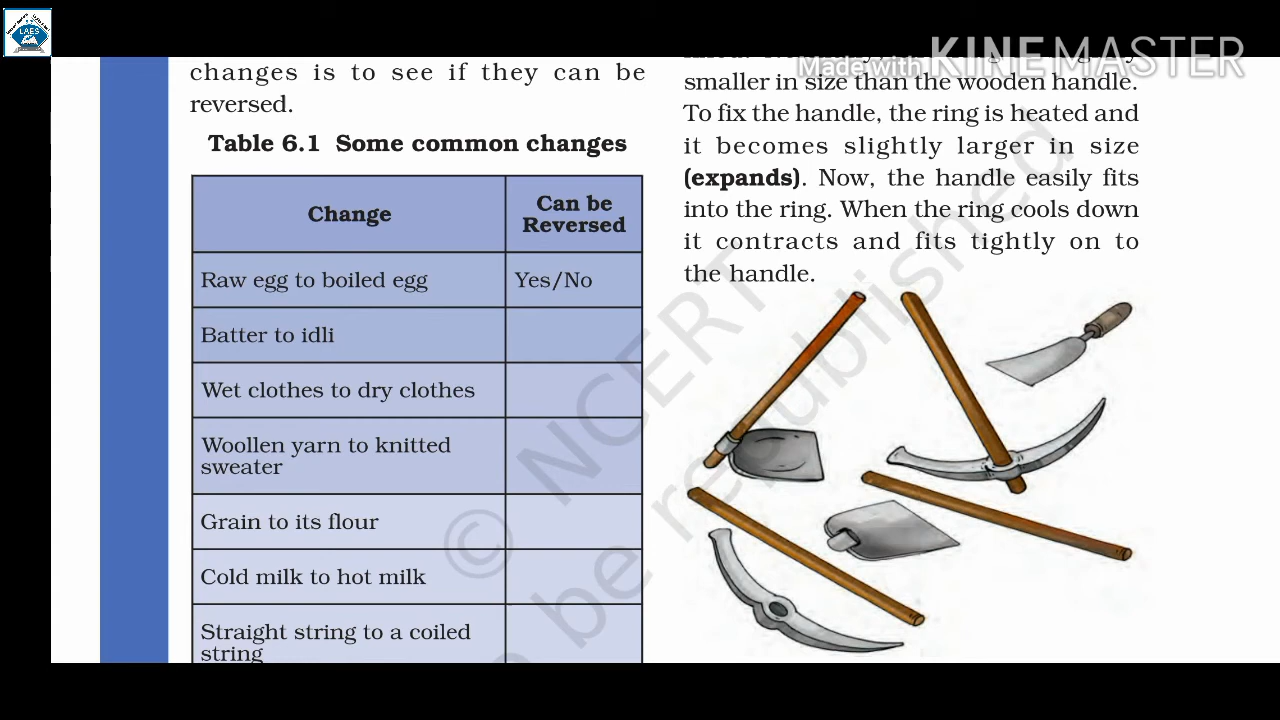 LAES
Made with KINEMASTER
changes is to see if they can be
reversed.
Table 6.1 Some common changes
Change
Can be
Reversed
Raw egg to boiled egg
Yes/No
Batter to idli
Wet clothes to dry clothes
Woollen yarn to knitted
sweater
Grain to its flour
Cold milk to hot milk
Straight string to a coiled
string
smaller in size than the wooden handle.
To fix the handle, the ring is heated and
it becomes slightly larger in size
(expands). Now, the handle easily fits
into the ring. When the ring cools down
it contracts and fits tightly on to
the handle.
© NCERT
be republished